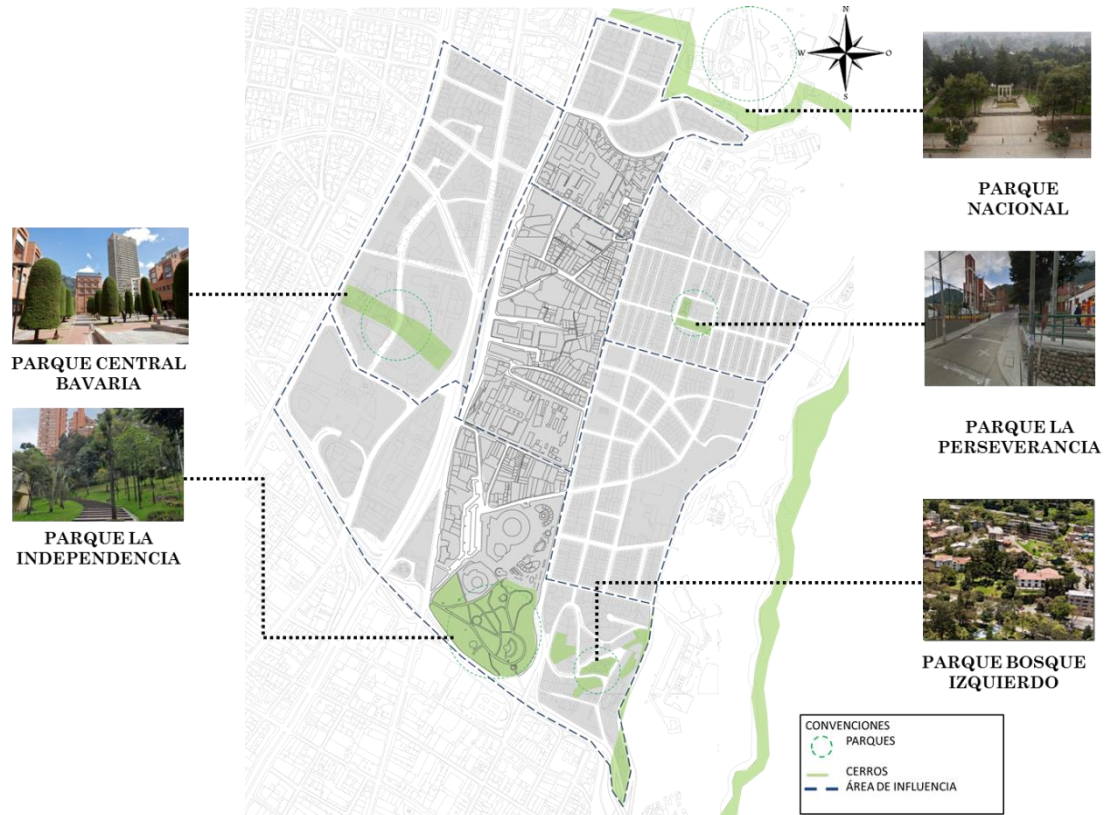 N
W
O
S
PARQUE
NACIONAL
PARQUE CENTRAL
BAVARIA
PARQUE LA
PERSEVERANCIA
PARQUE LA
INDEPENDENCIA
PARQUE BOSQUE
IZQUIERDO
CONVENCIONES
PARQUES
CERROS
ÁREA DE INFLUENCIA